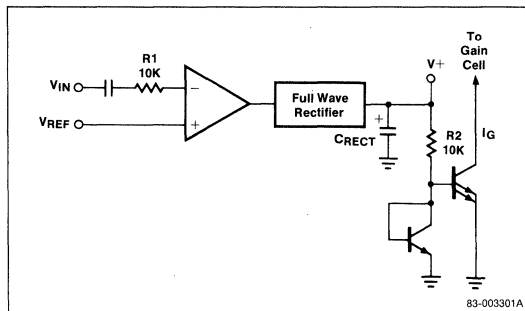 To
Gain
Cell
V+
R1
10K
VIN
−
Full Wave
Rectifier
VREF
+
+
CRECT
R2
10K
IG
83-003301A